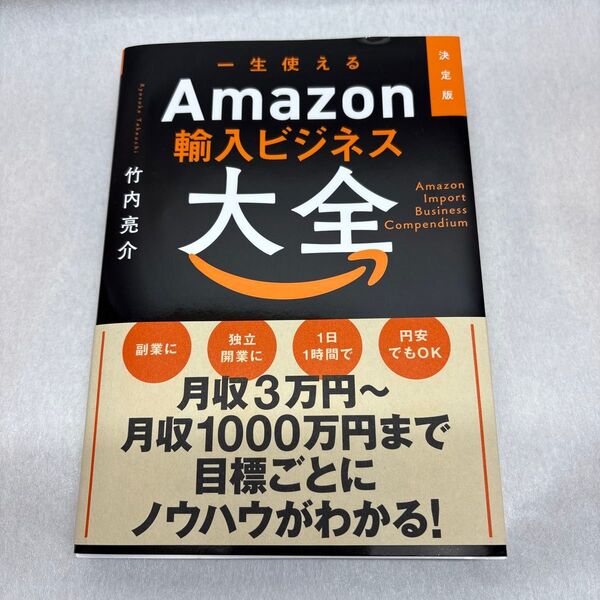 一生使える
決定版
Amazon
輸入ビジネス
大全
Amazon
Import
Business
Compendium
Ryosuke Takeuchi
竹内亮介
副業に
独立
開業に
1日
1時間で
円安
でもOK
月収3万円～
月収1000万円まで
目標ごとに
ノウハウがわかる!